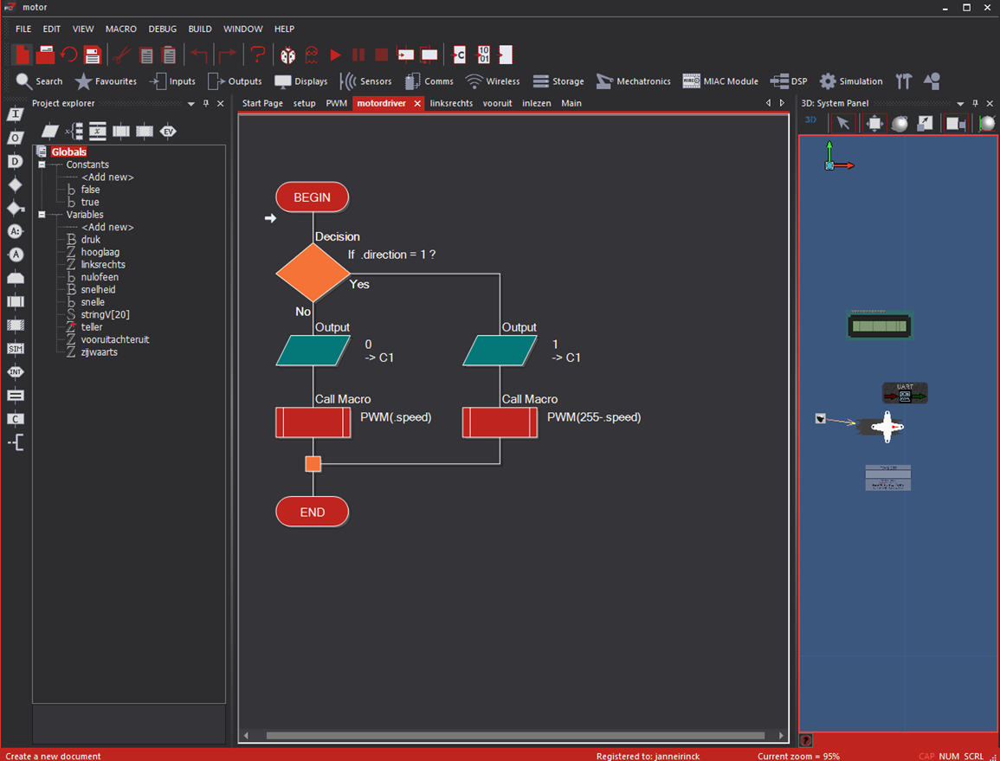 motor
FILE EDIT VIEW MACRO DEBUG BUILD WINDOW HELP
Search Favourites Inputs Outputs Displays Sensors Comms Wireless Storage Mechatronics MIAC Module DSP Simulation
Project explorer
Start Page setup PWM motordriver linksrechts vooruit inlezen Main
3D: System Panel
3D
Globals
Constants
<Add new>
false
true
Variables
<Add new>
druk
hooglaag
linksrechts
nulofeen
snelheid
snelle
stringV[20]
teller
vooruitachteruit
zijwaarts
I
O
D
A:
A
SIM
INT
C
EV
BEGIN
Decision
If .direction = 1 ?
Yes
No
Output
0
-> C1
Output
1
-> C1
Call Macro
PWM(.speed)
Call Macro
PWM(255-.speed)
END
UART
Create a new document
Registered to: janneirinck
Current zoom = 95%
CAP NUM SCRL